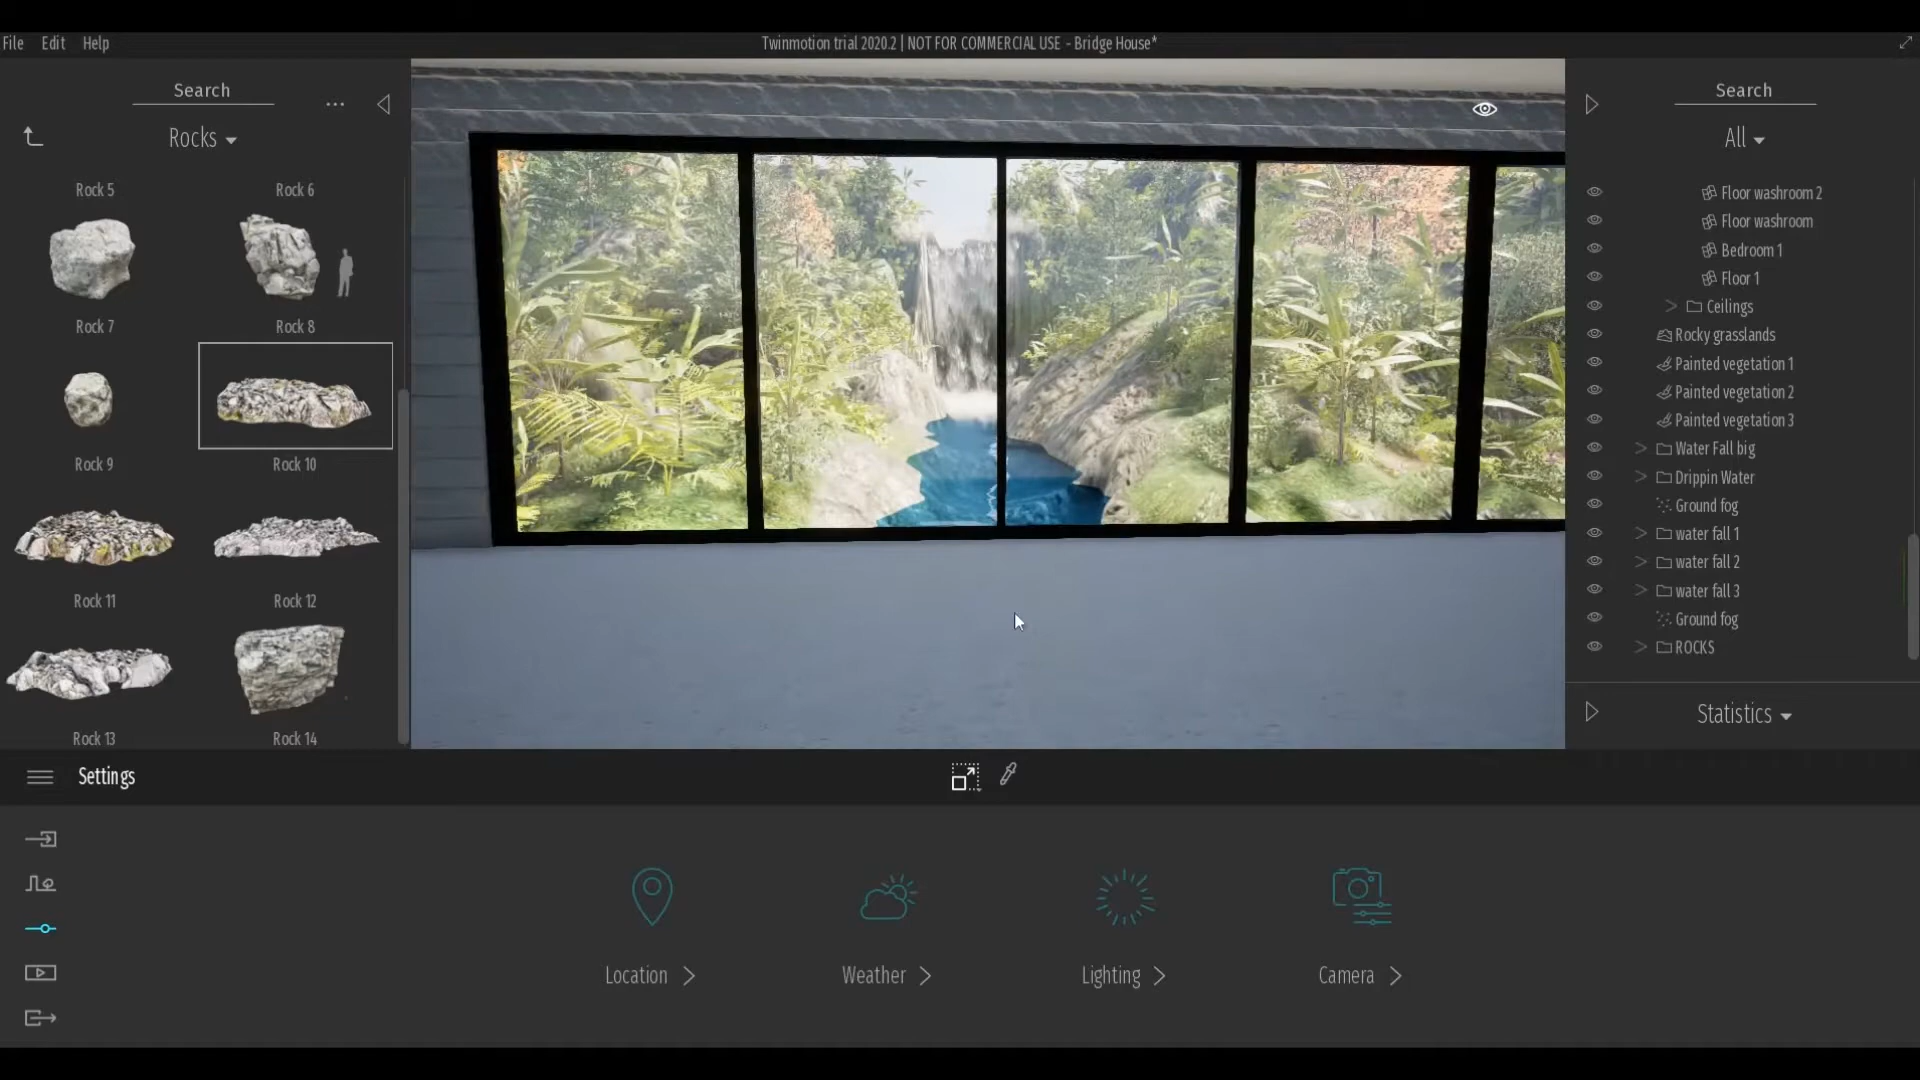 File Edit Help
Twinmotion trial 2020.2 | NOT FOR COMMERCIAL USE - Bridge House*
Search
...
Rocks
Rock 5
Rock 6
Rock 7
Rock 8
Rock 9
Rock 10
Rock 11
Rock 12
Rock 13
Rock 14
Search
All
Floor washroom 2
Floor washroom
Bedroom 1
Floor 1
Ceilings
Rocky grasslands
Painted vegetation 1
Painted vegetation 2
Painted vegetation 3
Water Fall big
Drippin Water
Ground fog
water fall 1
water fall 2
water fall 3
Ground fog
ROCKS
Statistics
Settings
Location
Weather
Lighting
Camera